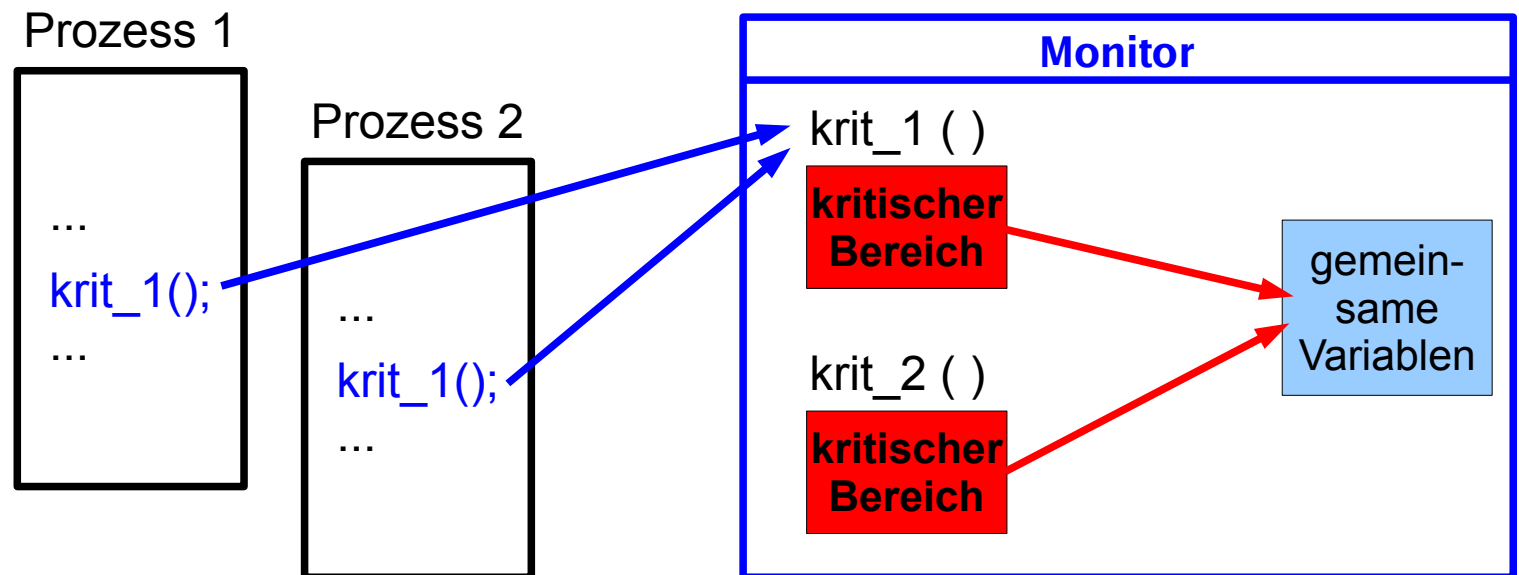 Prozess 1
...
krit_1();
...
Prozess 2
...
krit_1();
...
Monitor
krit_1 ( )
kritischer
Bereich
krit_2 ( )
kritischer
Bereich
gemein-
same
Variablen